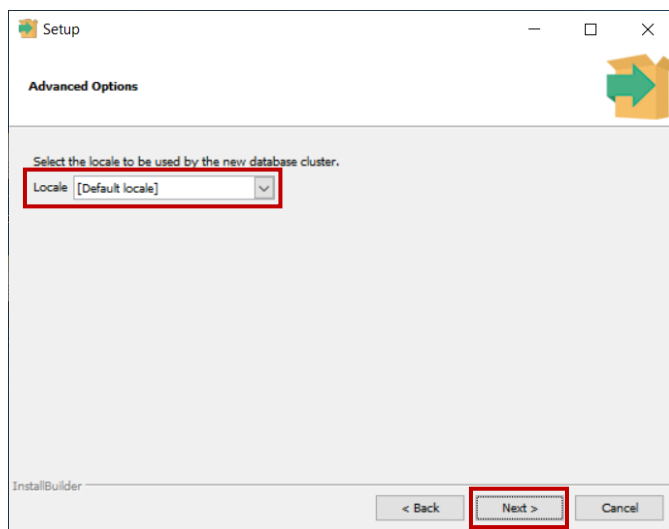 Setup
Advanced Options
Select the locale to be used by the new database cluster.
Locale [Default locale]
InstallBuilder
< Back Next > Cancel